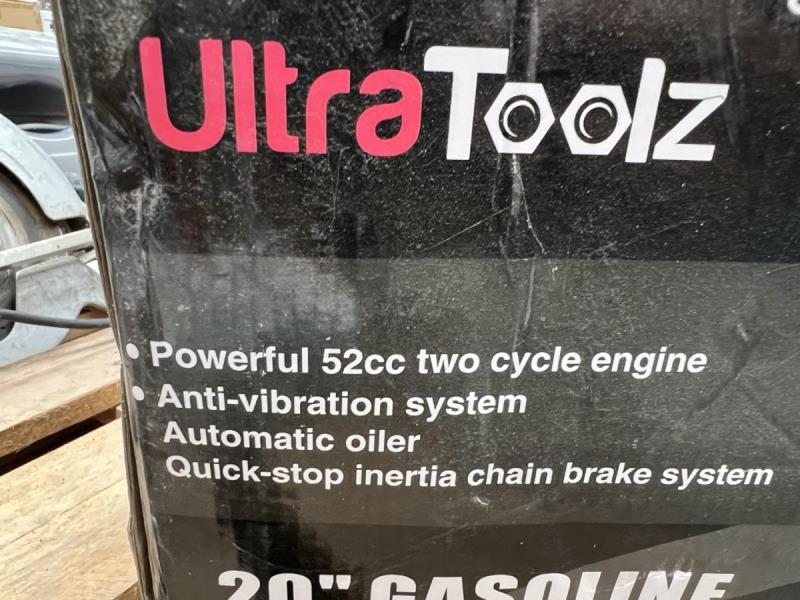 UltraToolz
• Powerful 52cc two cycle engine
• Anti-vibration system
Automatic oiler
Quick-stop inertia chain brake system
20" GASOLINE